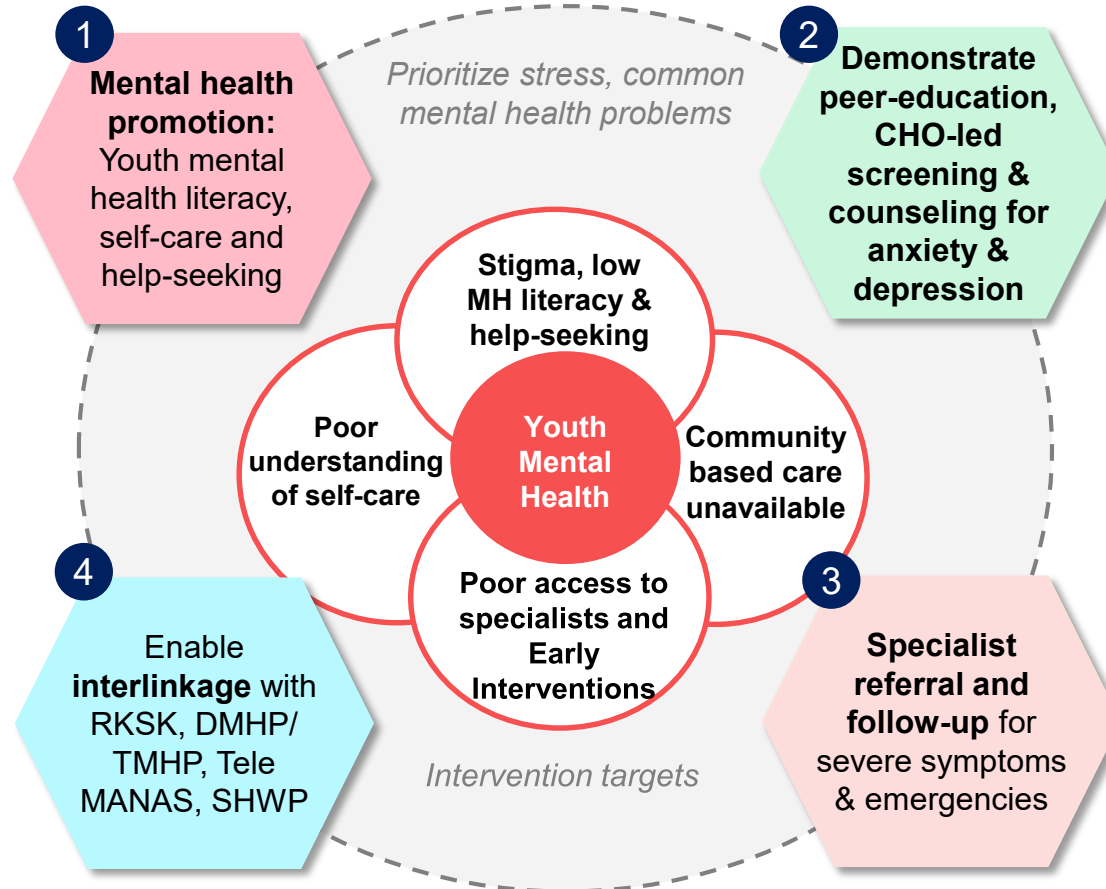 1
Mental health
promotion:
Youth mental
health literacy,
self-care and
help-seeking
Prioritize stress, common
mental health problems
2
Demonstrate
peer-education,
CHO-led
screening &
counseling for
anxiety &
depression
Stigma, low
MH literacy &
help-seeking
Poor
understanding
of self-care
Youth
Mental
Health
Community
based care
unavailable
Poor access to
specialists and
Early
Interventions
4
Enable
interlinkage with
RKSK, DMHP/
TMHP, Tele
MANAS, SHWP
Intervention targets
3
Specialist
referral and
follow-up for
severe symptoms
& emergencies